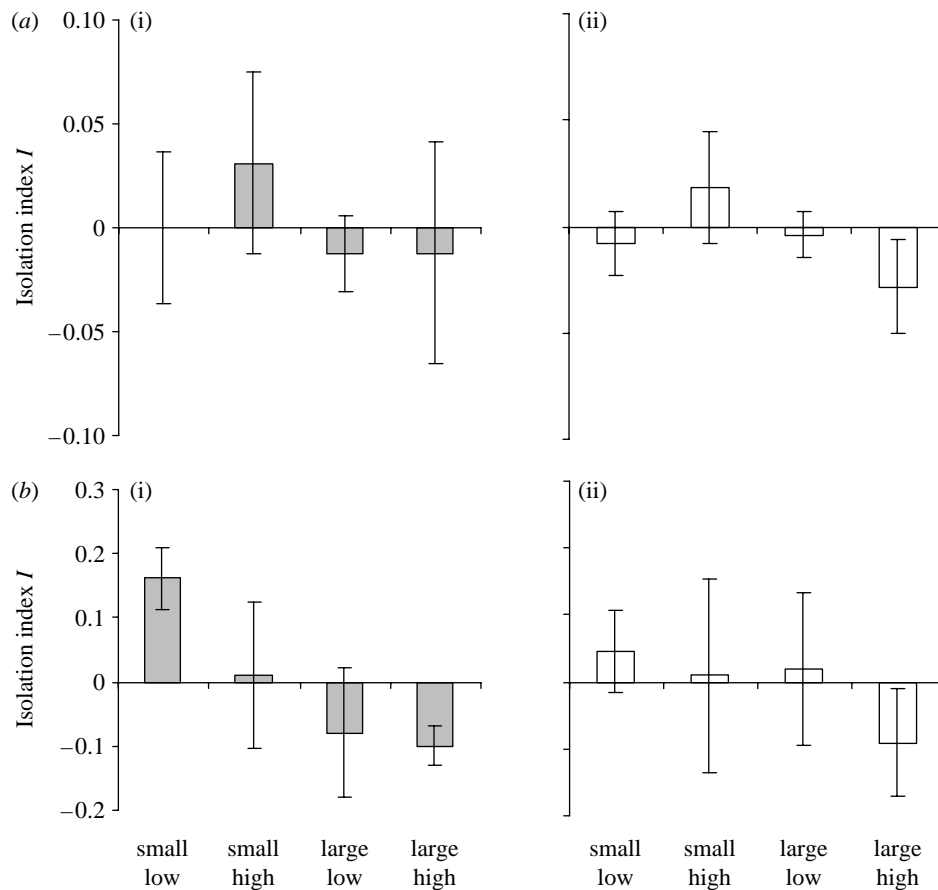 (a) (i) (ii)
0.10
0.05
0
−0.05
−0.10
Isolation index I
(b) (i) (ii)
0.3
0.2
0.1
0
−0.1
−0.2
Isolation index I
small small large large small small large large
low high low high low high low high